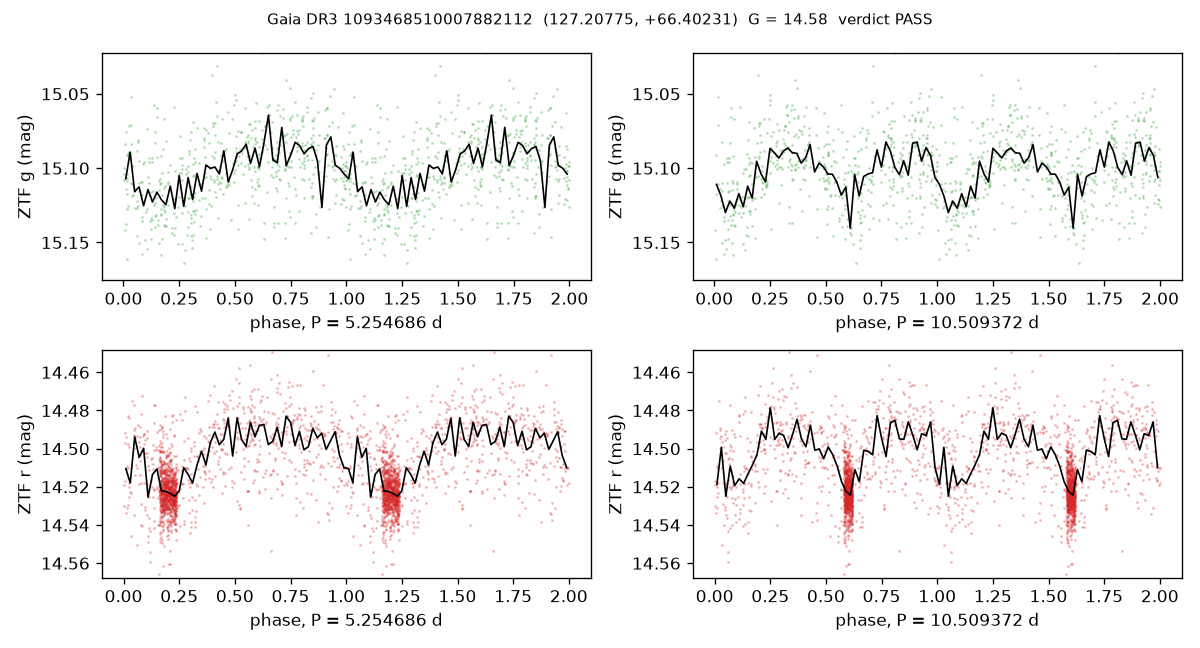 Gaia DR3 1093468510007882112  (127.20775, +66.40231)  G = 14.58  verdict PASS
ZTF g (mag)
15.05
15.10
15.15
0.00 0.25 0.50 0.75 1.00 1.25 1.50 1.75 2.00
phase, P = 5.254686 d
ZTF g (mag)
15.05
15.10
15.15
0.00 0.25 0.50 0.75 1.00 1.25 1.50 1.75 2.00
phase, P = 10.509372 d
ZTF r (mag)
14.46
14.48
14.50
14.52
14.54
14.56
0.00 0.25 0.50 0.75 1.00 1.25 1.50 1.75 2.00
phase, P = 5.254686 d
ZTF r (mag)
14.46
14.48
14.50
14.52
14.54
14.56
0.00 0.25 0.50 0.75 1.00 1.25 1.50 1.75 2.00
phase, P = 10.509372 d